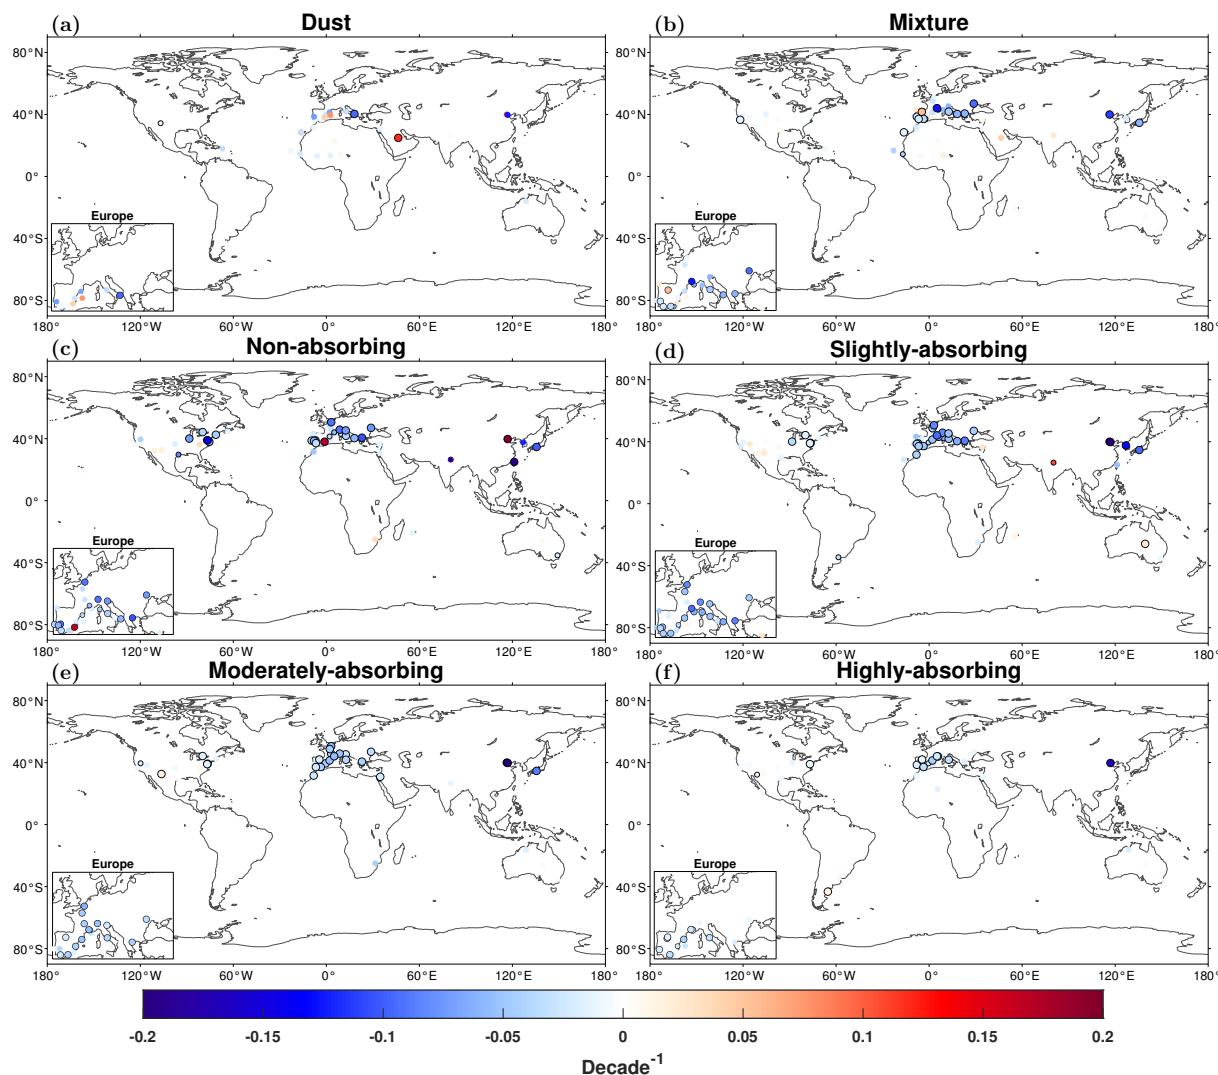 (a) Dust
(b) Mixture
80°N
40°N
0°
40°S
80°S
Europe
180°W
120°W
60°W
0°
60°E
120°E
180°E
80°N
40°N
0°
40°S
80°S
Europe
180°W
120°W
60°W
0°
60°E
120°E
180°E
(c) Non-absorbing
(d) Slightly-absorbing
80°N
40°N
0°
40°S
80°S
Europe
180°W
120°W
60°W
0°
60°E
120°E
180°E
80°N
40°N
0°
40°S
80°S
Europe
180°W
120°W
60°W
0°
60°E
120°E
180°E
(e) Moderately-absorbing
(f) Highly-absorbing
80°N
40°N
0°
40°S
80°S
Europe
180°W
120°W
60°W
0°
60°E
120°E
180°E
80°N
40°N
0°
40°S
80°S
Europe
180°W
120°W
60°W
0°
60°E
120°E
180°E
-0.2 -0.15 -0.1 -0.05 0 0.05 0.1 0.15 0.2
Decade⁻¹